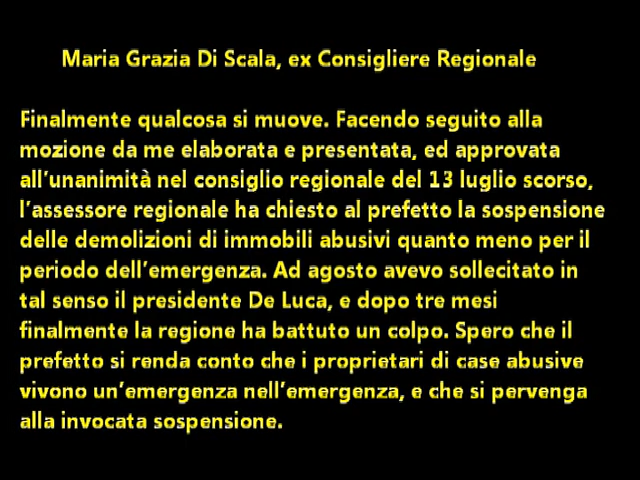 Maria Grazia Di Scala, ex Consigliere Regionale
Finalmente qualcosa si muove. Facendo seguito alla
mozione da me elaborata e presentata, ed approvata
all'unanimità nel consiglio regionale del 13 luglio scorso,
l'assessore regionale ha chiesto al prefetto la sospensione
delle demolizioni di immobili abusivi quanto meno per il
periodo dell'emergenza. Ad agosto avevo sollecitato in
tal senso il presidente De Luca, e dopo tre mesi
finalmente la regione ha battuto un colpo. Spero che il
prefetto si renda conto che i proprietari di case abusive
vivono un'emergenza nell'emergenza, e che si pervenga
alla invocata sospensione.